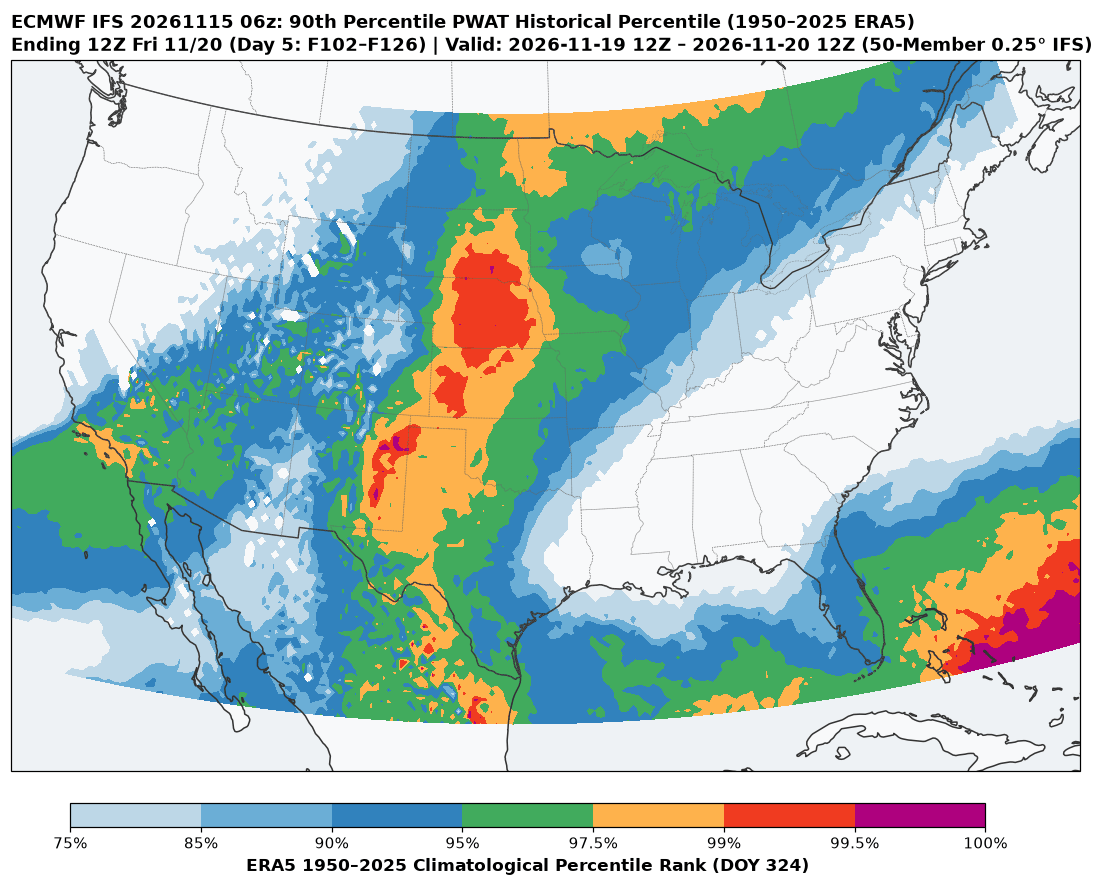 ECMWF IFS 20261115 06z: 90th Percentile PWAT Historical Percentile (1950–2025 ERA5)
Ending 12Z Fri 11/20 (Day 5: F102–F126) | Valid: 2026-11-19 12Z – 2026-11-20 12Z (50-Member 0.25° IFS)
75% 85% 90% 95% 97.5% 99% 99.5% 100%
ERA5 1950–2025 Climatological Percentile Rank (DOY 324)